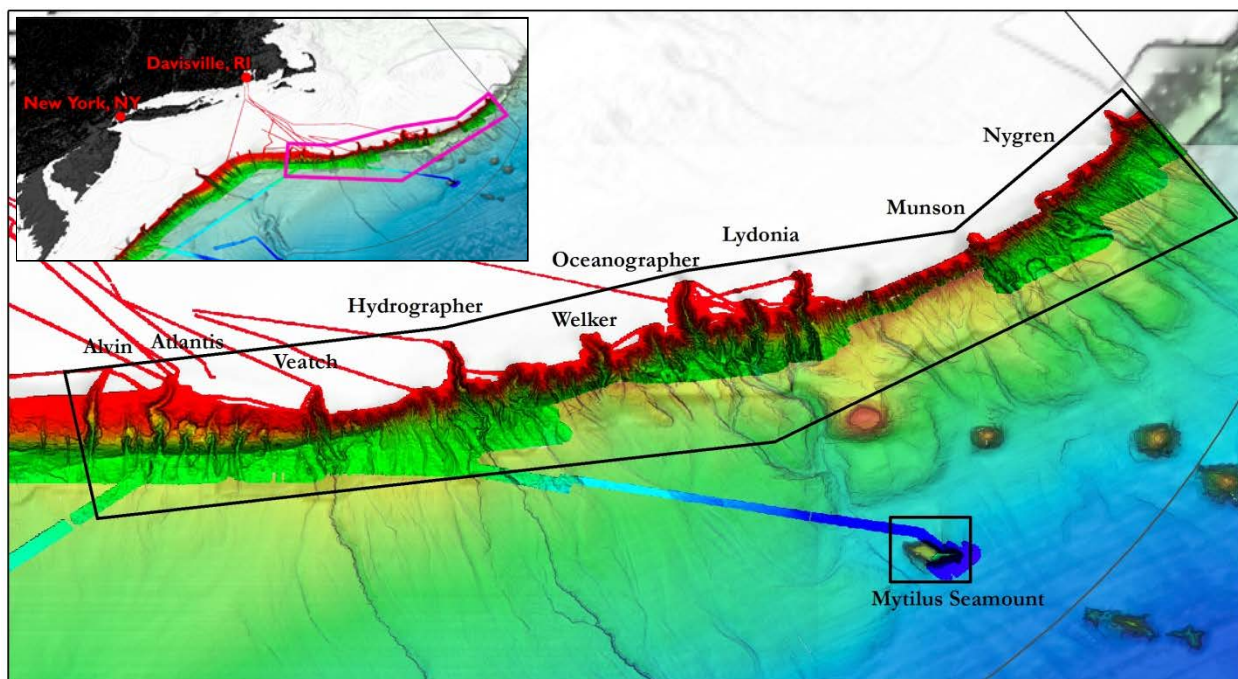 Davisville, RI
New York, NY
Nygren
Munson
Lydonia
Oceanographer
Hydrographer
Welker
Alvin
Atlantis
Veatch
Mytilus Seamount